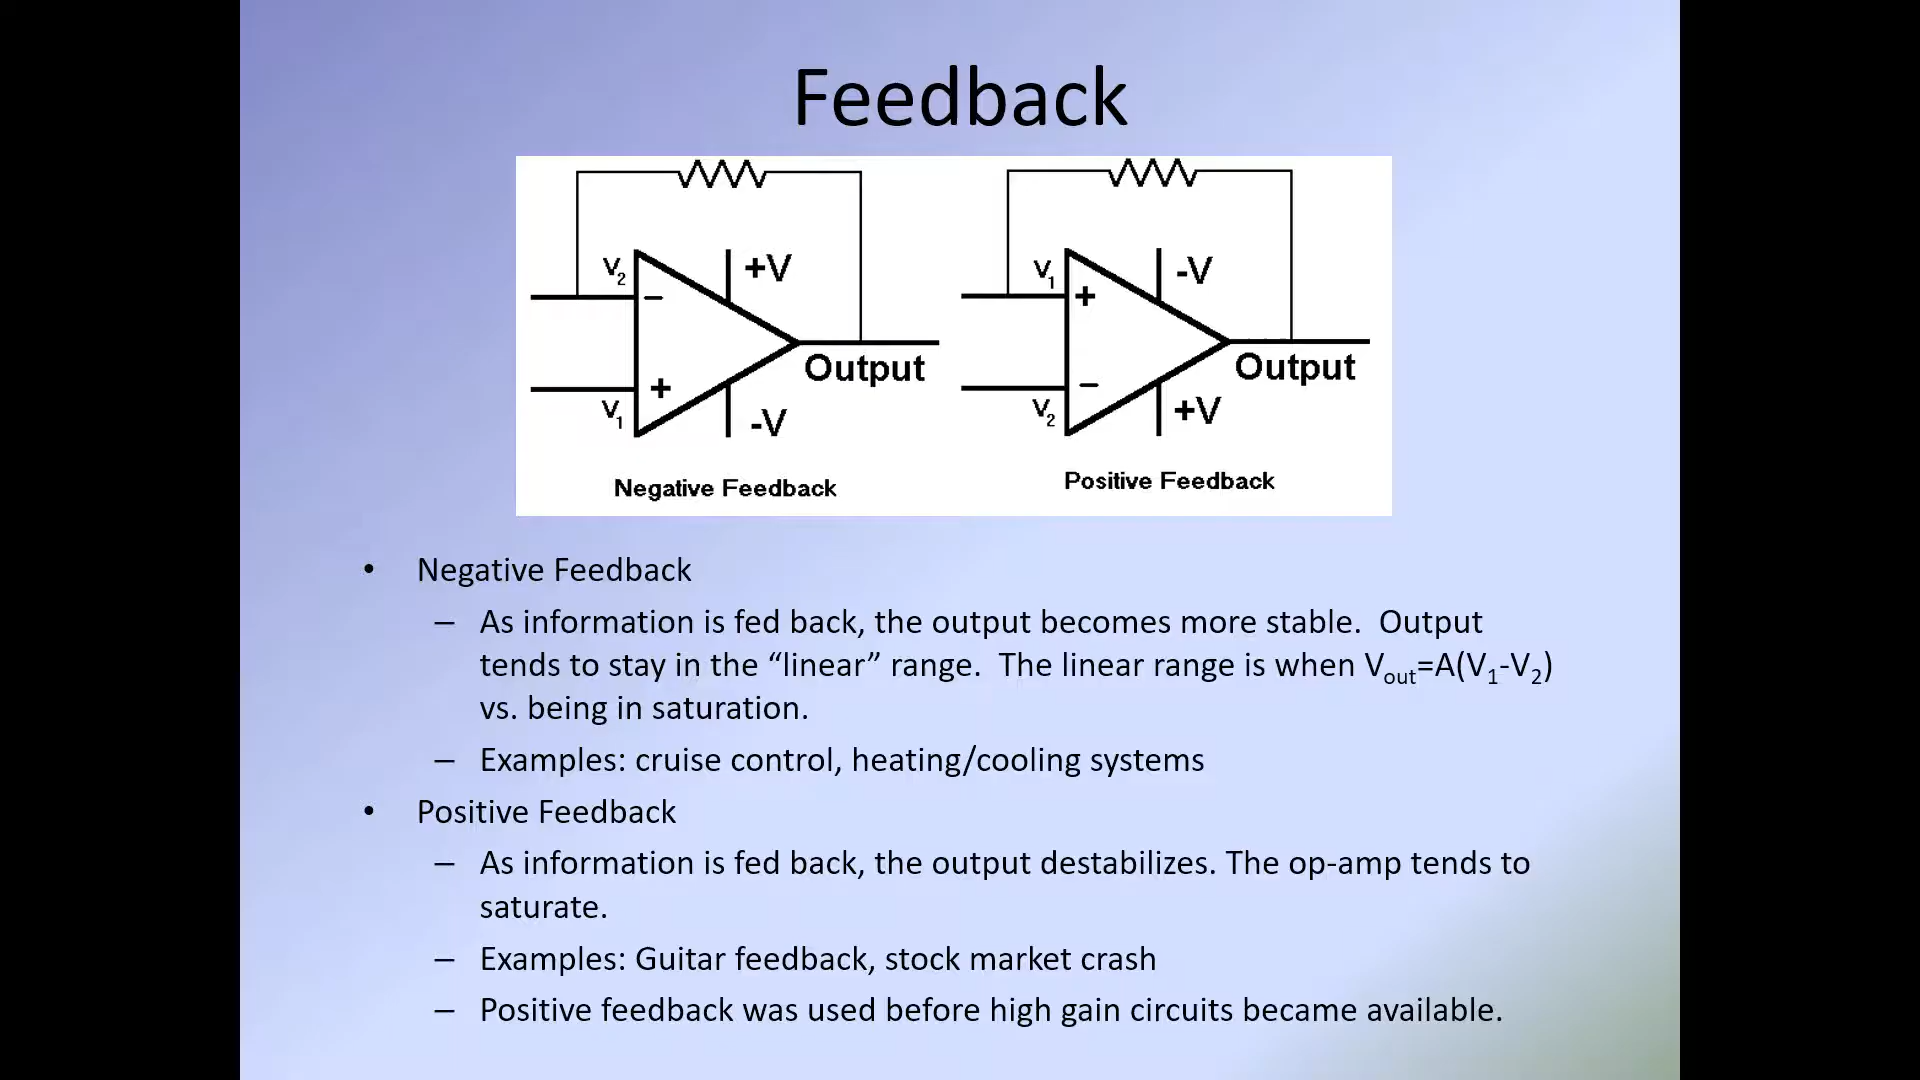 Feedback
V2
+V
−
Output
+
V1
-V
Negative Feedback
V1
-V
+
Output
−
V2
+V
Positive Feedback
• Negative Feedback
– As information is fed back, the output becomes more stable. Output
tends to stay in the “linear” range. The linear range is when Vout=A(V1-V2)
vs. being in saturation.
– Examples: cruise control, heating/cooling systems
• Positive Feedback
– As information is fed back, the output destabilizes. The op-amp tends to
saturate.
– Examples: Guitar feedback, stock market crash
– Positive feedback was used before high gain circuits became available.